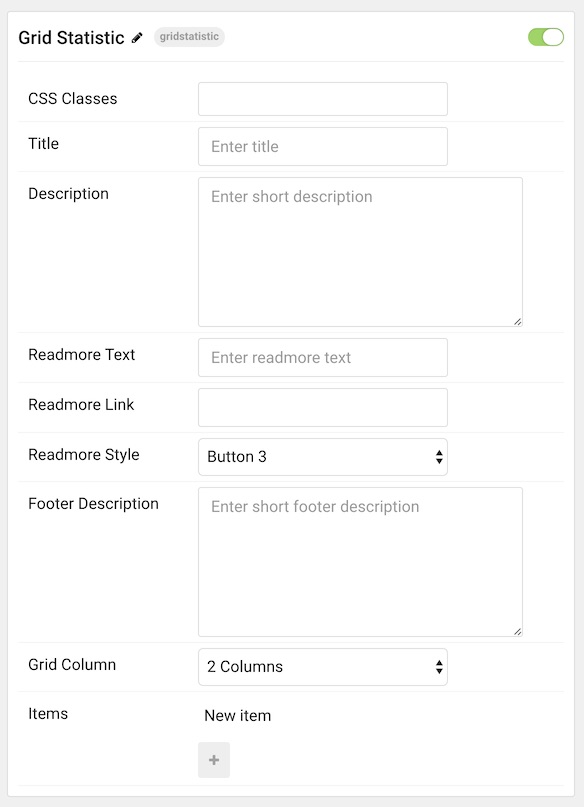 Grid Statistic gridstatistic
CSS Classes
Title Enter title
Description Enter short description
Readmore Text Enter readmore text
Readmore Link
Readmore Style Button 3
Footer Description Enter short footer description
Grid Column 2 Columns
Items New item
+